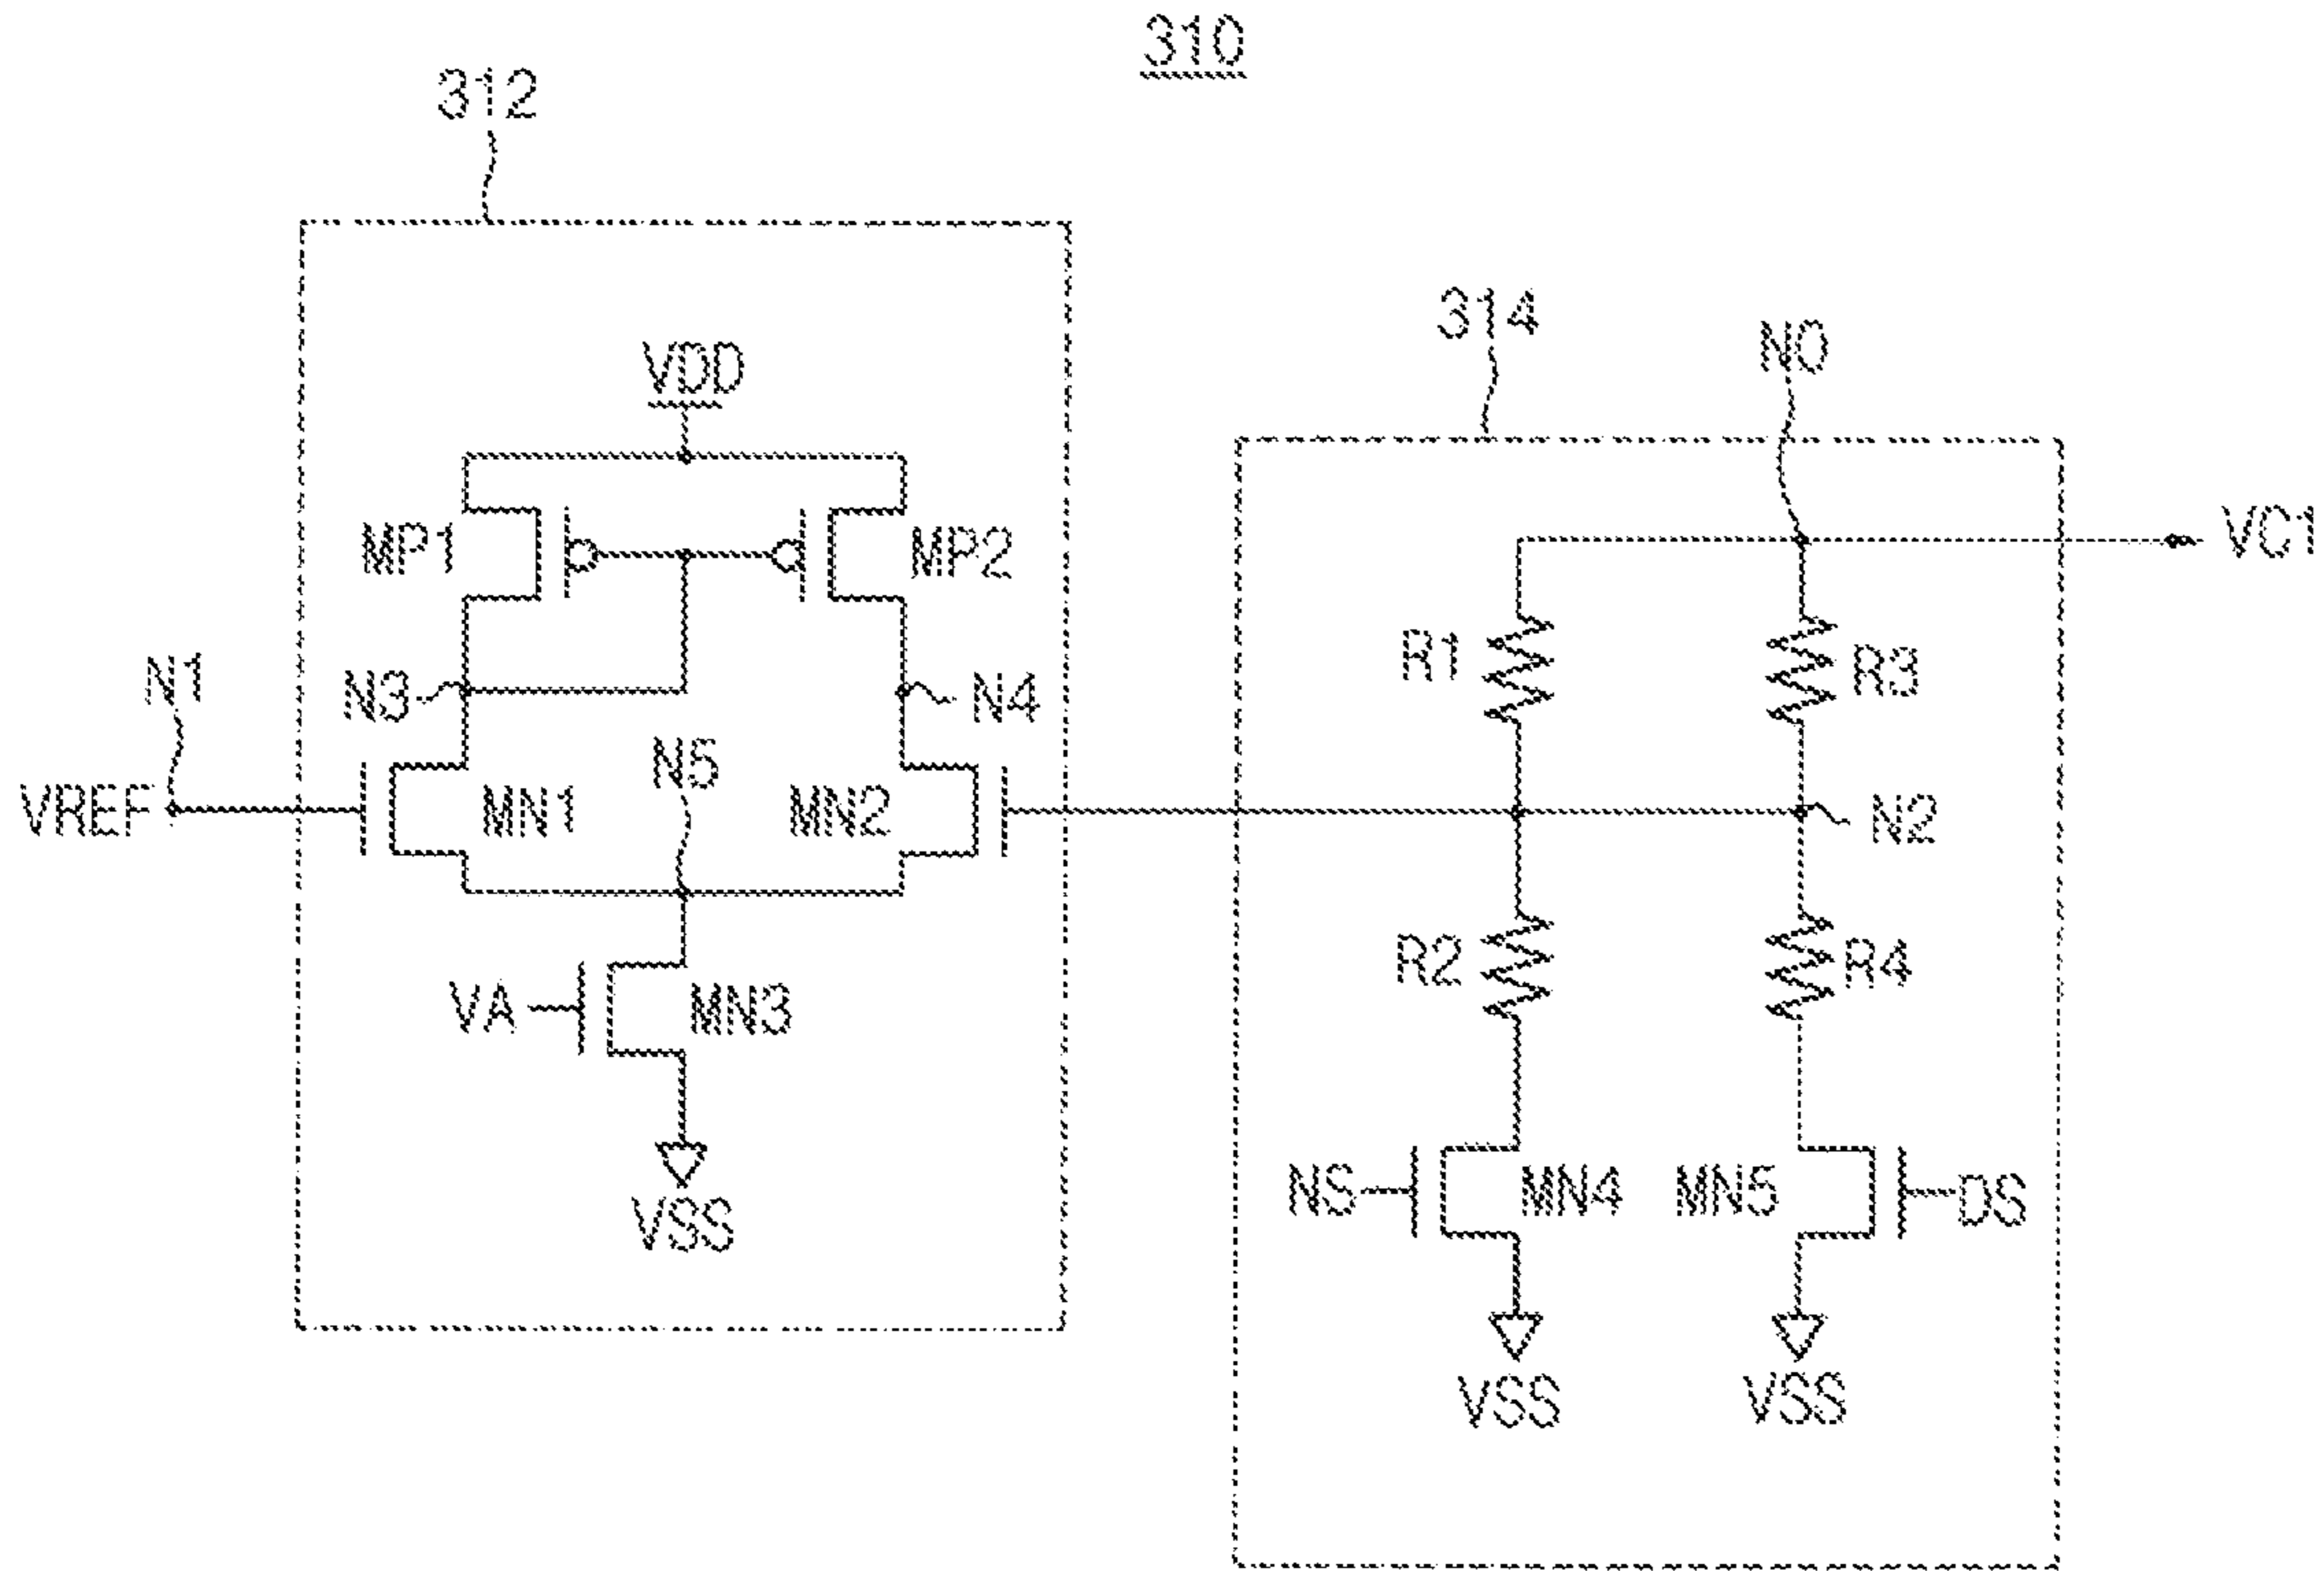 310
312
314
NO
VDD
VC1
MP1
MP2
R1
R3
N1
N3
N4
N5
VREF
MN1
MN2
N2
R2
R4
VA
MN3
NS
MN4
MN5
DS
VSS
VSS
VSS